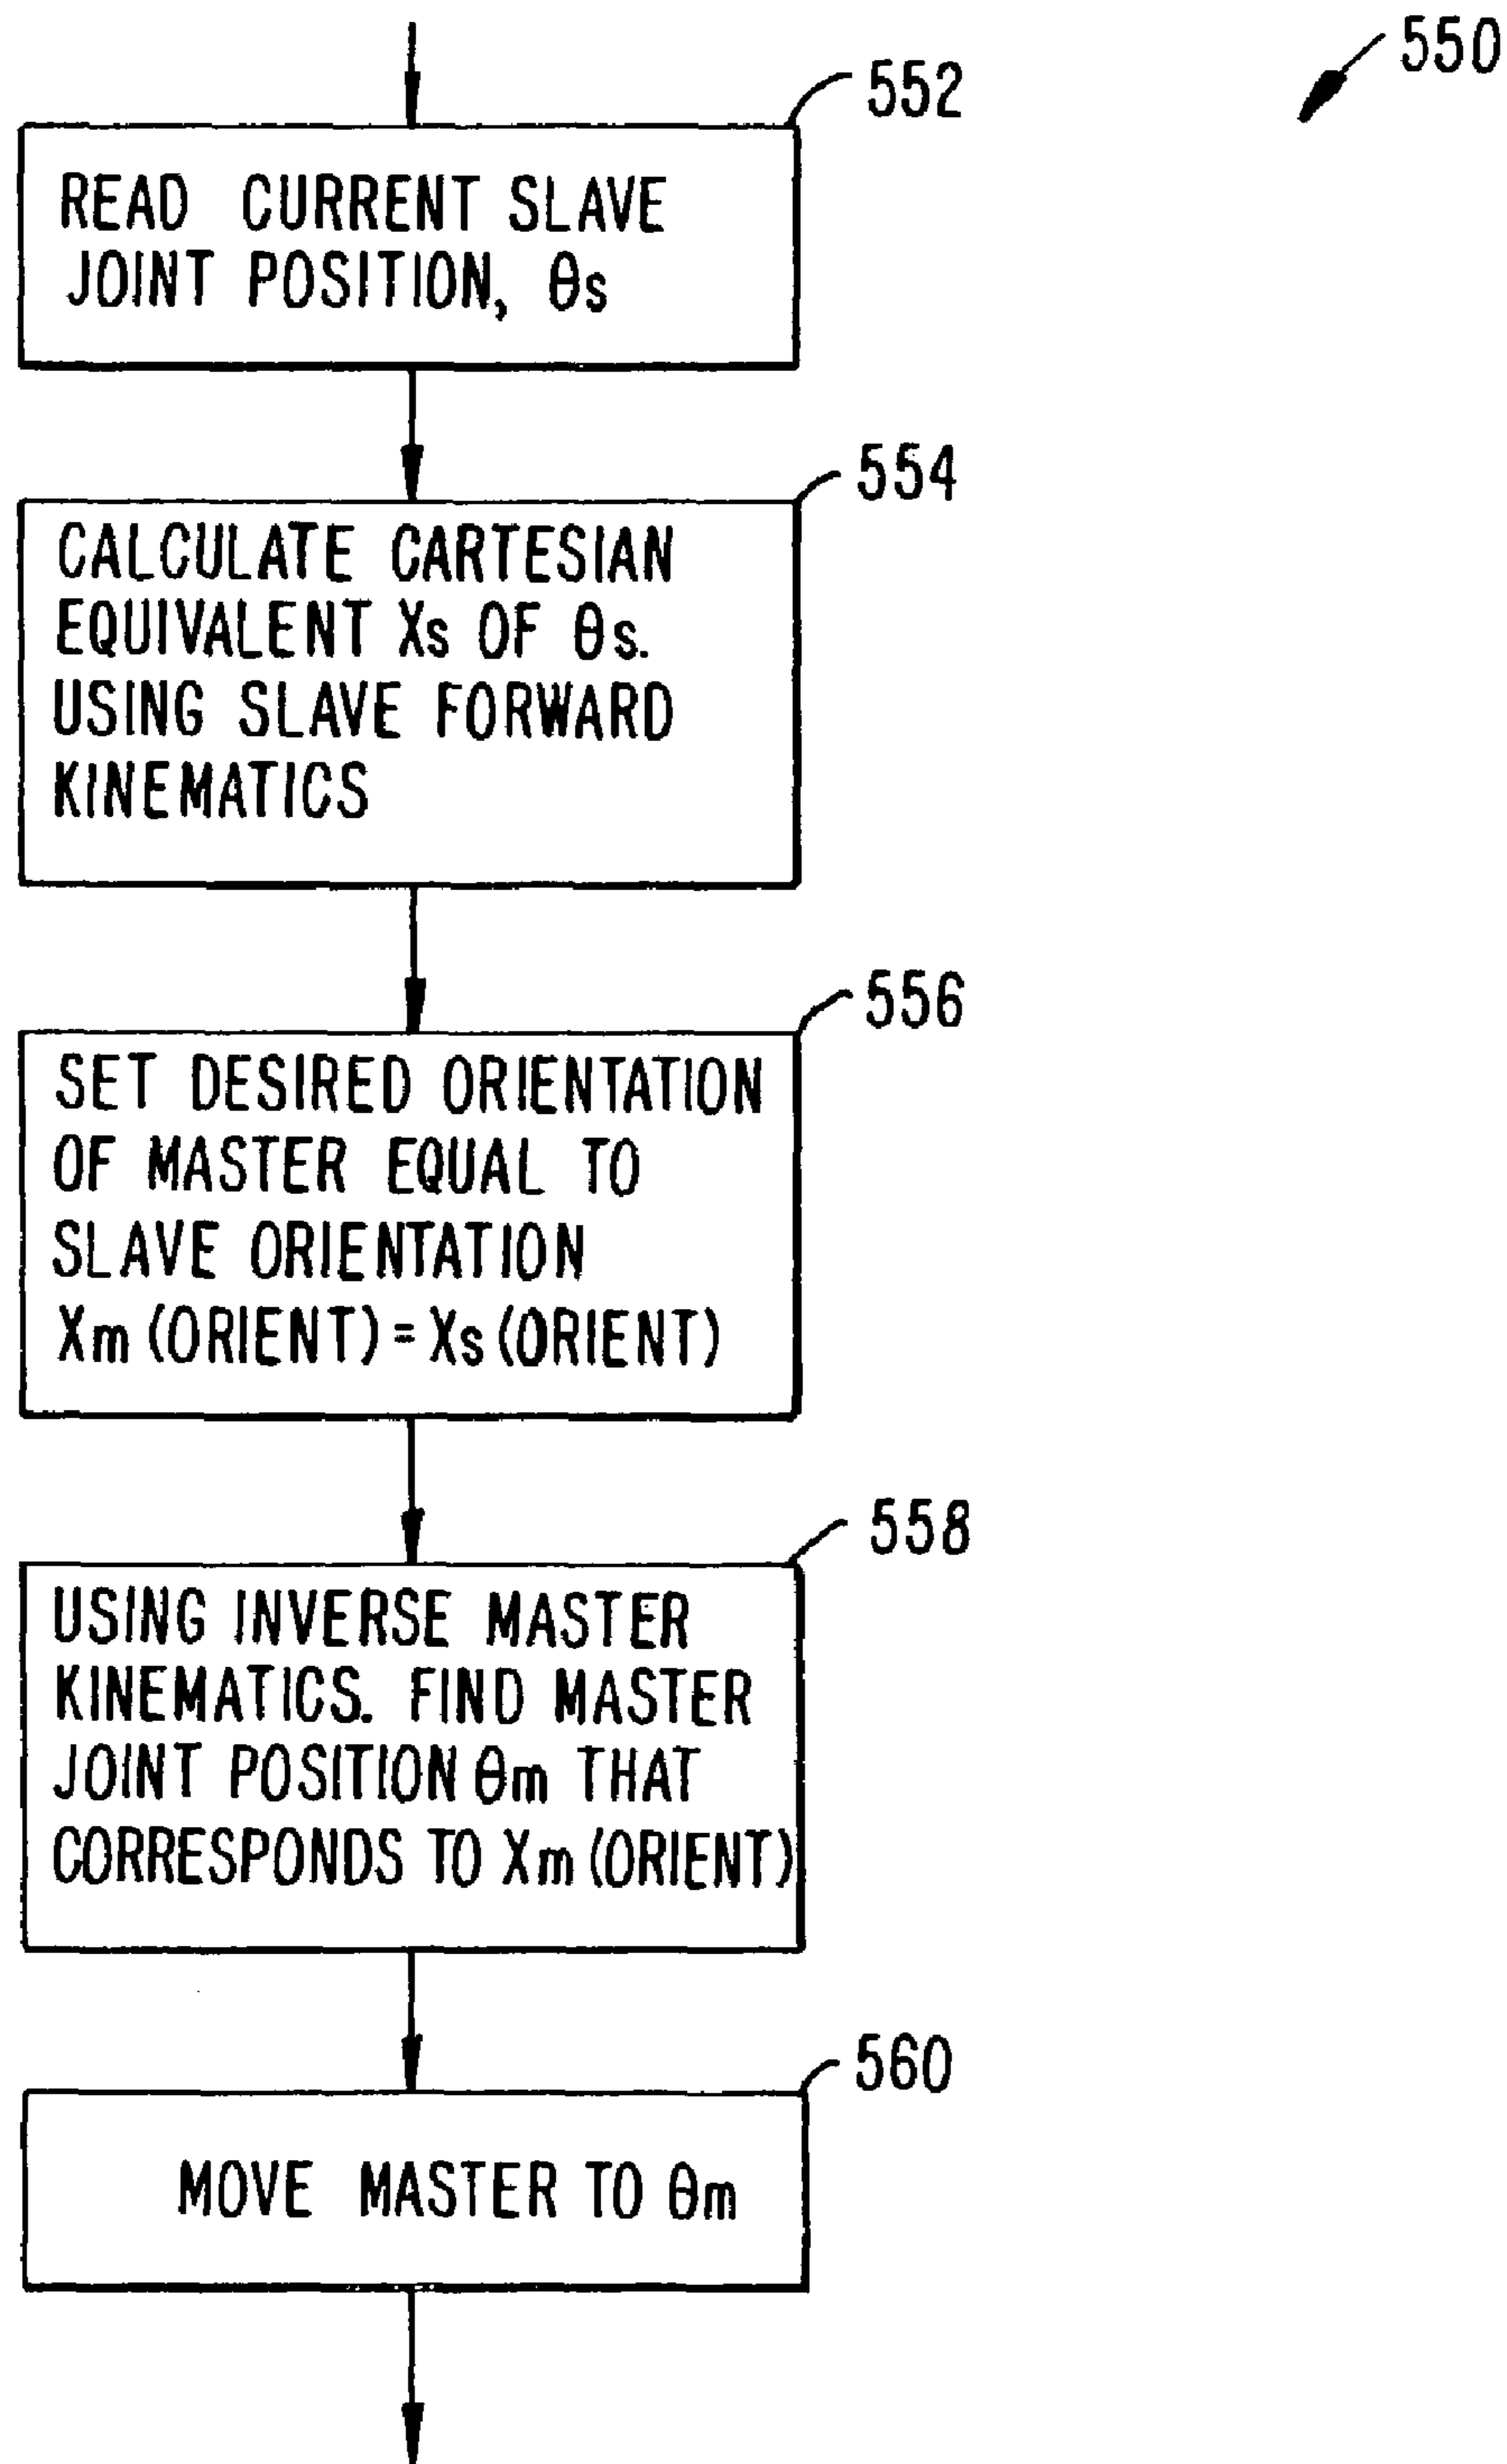 550
552
READ CURRENT SLAVE
JOINT POSITION, θs
554
CALCULATE CARTESIAN
EQUIVALENT Xs OF θs.
USING SLAVE FORWARD
KINEMATICS
556
SET DESIRED ORIENTATION
OF MASTER EQUAL TO
SLAVE ORIENTATION
Xm (ORIENT) = Xs (ORIENT)
558
USING INVERSE MASTER
KINEMATICS. FIND MASTER
JOINT POSITION θm THAT
CORRESPONDS TO Xm (ORIENT)
560
MOVE MASTER TO θm